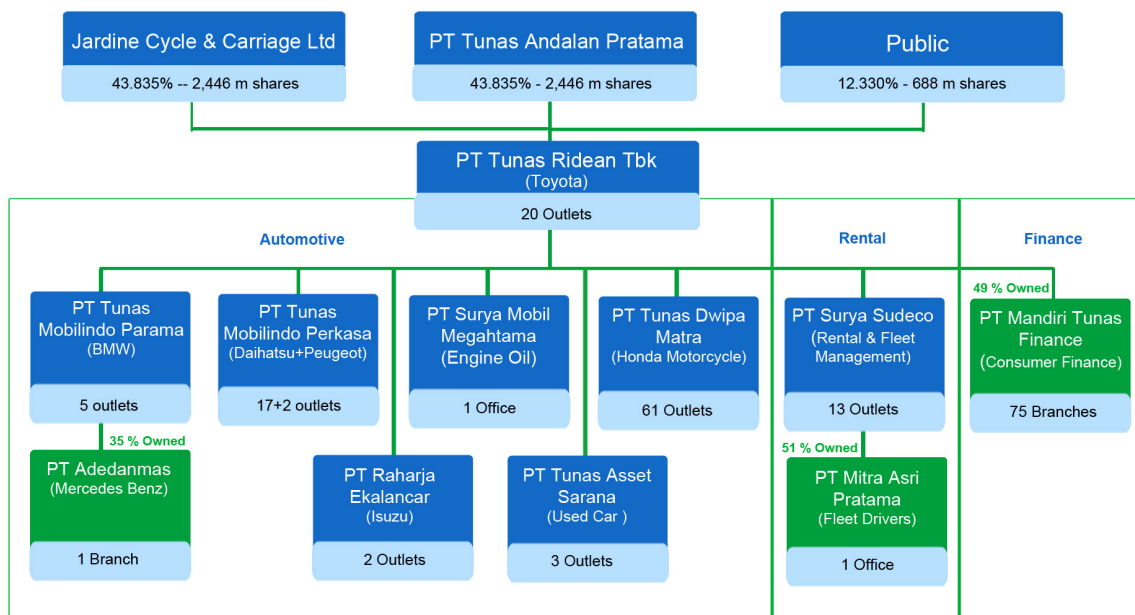 Jardine Cycle & Carriage Ltd
43.835% -- 2,446 m shares
PT Tunas Andalan Pratama
43.835% - 2,446 m shares
Public
12.330% - 688 m shares
PT Tunas Ridean Tbk
(Toyota)
20 Outlets
Automotive
Rental
Finance
PT Tunas
Mobilindo Parama
(BMW)
5 outlets
PT Tunas
Mobilindo Perkasa
(Daihatsu+Peugeot)
17+2 outlets
PT Surya Mobil
Megahtama
(Engine Oil)
1 Office
PT Tunas Dwipa
Matra
(Honda Motorcycle)
61 Outlets
PT Surya Sudeco
(Rental & Fleet
Management)
13 Outlets
49 % Owned
PT Mandiri Tunas
Finance
(Consumer Finance)
75 Branches
35 % Owned
PT Adedanmas
(Mercedes Benz)
1 Branch
PT Raharja
Ekalancar
(Isuzu)
2 Outlets
PT Tunas Asset
Sarana
(Used Car )
3 Outlets
51 % Owned
PT Mitra Asri
Pratama
(Fleet Drivers)
1 Office